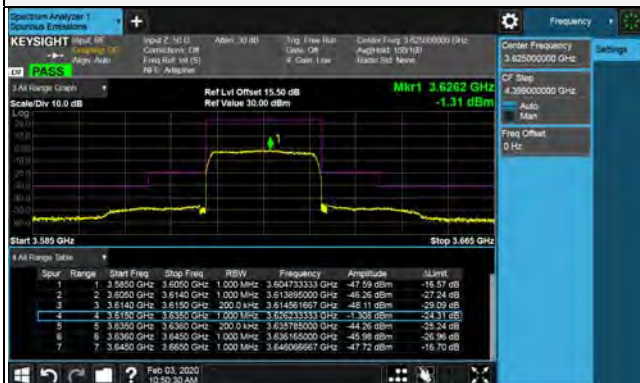 Spectrum Analyzer 1
Spurious Emissions
Frequency
KEYSIGHT Input: RF
Coupling: DC
Align: Auto
Input Z: 50 Ω
Corrections: Off
Freq Ref: Int (S)
NFE: Adaptive
Atten: 30 dB
Trig: Free Run
Gate: Off
IF Gain: Low
Center Freq: 3.625000000 GHz
Avg|Hold: 100/100
Radio Std: None
PASS
3 All Range Graph
Scale/Div 10.0 dB
Ref Lvl Offset 15.50 dB
Ref Value 30.00 dBm
Mkr1 3.6262 GHz
-1.31 dBm
Log
1
Start 3.585 GHz
Stop 3.665 GHz
Center Frequency
3.625000000 GHz
Settings
CF Step
4.399000000 GHz
Auto
Man
Freq Offset
0 Hz
All Range Table
Spur Range Start Freq Stop Freq RBW Frequency Amplitude ΔLimit
1 1 3.5850 GHz 3.6050 GHz 1.000 MHz 3.604733333 GHz -47.59 dBm -16.57 dB
2 2 3.6050 GHz 3.6140 GHz 1.000 MHz 3.613895000 GHz -46.26 dBm -27.24 dB
3 3 3.6140 GHz 3.6150 GHz 200.0 kHz 3.614561667 GHz -48.11 dBm -29.09 dB
4 4 3.6150 GHz 3.6350 GHz 1.000 MHz 3.626233333 GHz -1.308 dBm -24.31 dB
5 5 3.6350 GHz 3.6360 GHz 200.0 kHz 3.635785000 GHz -44.26 dBm -25.24 dB
6 6 3.6360 GHz 3.6450 GHz 1.000 MHz 3.636165000 GHz -45.98 dBm -26.96 dB
7 7 3.6450 GHz 3.6650 GHz 1.000 MHz 3.646066667 GHz -47.72 dBm -16.70 dB
Feb 03, 2020
10:50:30 AM